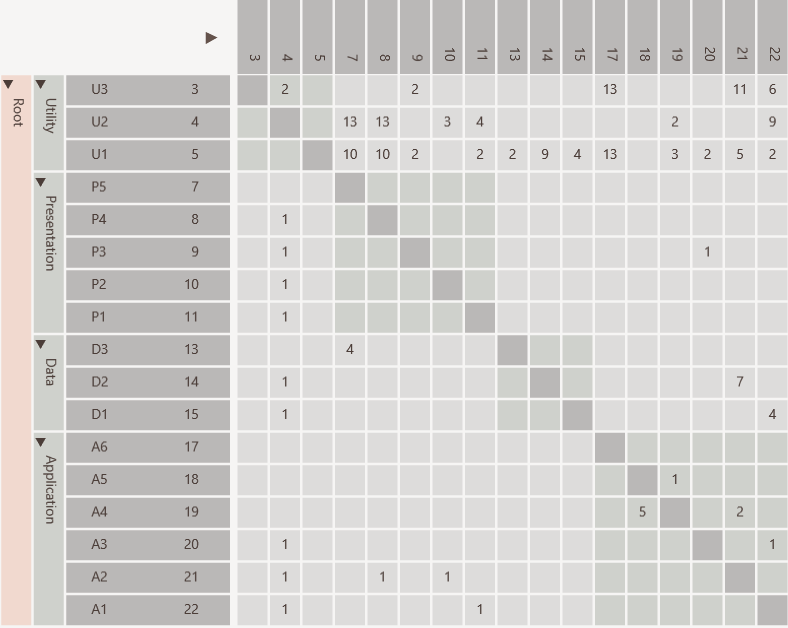 3 4 5 7 8 9 10 11 13 14 15 17 18 19 20 21 22
Root
Utility
U3 3 2 2 13 11 6
U2 4 13 13 3 4 2 9
U1 5 10 10 2 2 2 9 4 13 3 2 5 2
Presentation
P5 7
P4 8 1
P3 9 1 1
P2 10 1
P1 11 1
Data
D3 13 4
D2 14 1 7
D1 15 1 4
Application
A6 17
A5 18 1
A4 19 5 2
A3 20 1 1
A2 21 1 1 1
A1 22 1 1